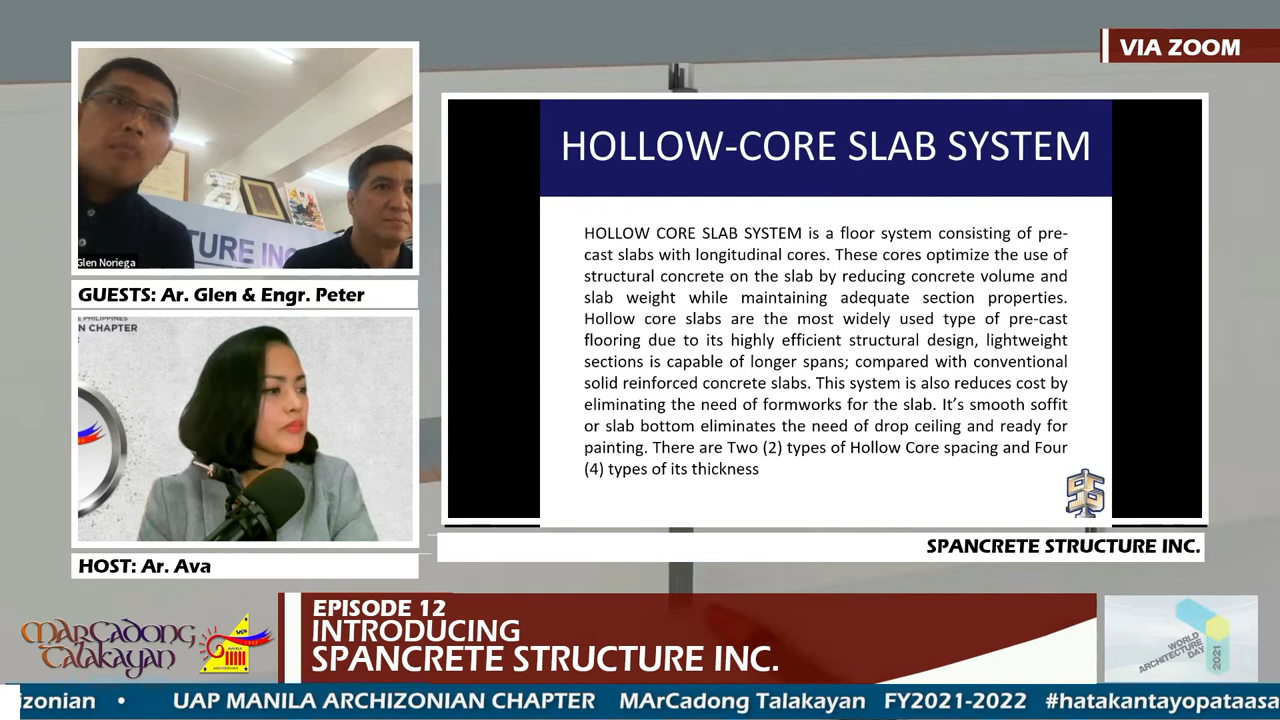 VIA ZOOM
TURE INC
Glen Noriega
GUESTS: Ar. Glen & Engr. Peter
E PHILIPPINES
N CHAPTER
HOST: Ar. Ava
HOLLOW-CORE SLAB SYSTEM
HOLLOW CORE SLAB SYSTEM is a floor system consisting of pre-
cast slabs with longitudinal cores. These cores optimize the use of
structural concrete on the slab by reducing concrete volume and
slab weight while maintaining adequate section properties.
Hollow core slabs are the most widely used type of pre-cast
flooring due to its highly efficient structural design, lightweight
sections is capable of longer spans; compared with conventional
solid reinforced concrete slabs. This system is also reduces cost by
eliminating the need of formworks for the slab. It's smooth soffit
or slab bottom eliminates the need of drop ceiling and ready for
painting. There are Two (2) types of Hollow Core spacing and Four
(4) types of its thickness
SPANCRETE STRUCTURE INC.
MArCadong
Talakayan
UAP
MANILA
EPISODE 12
INTRODUCING
SPANCRETE STRUCTURE INC.
WORLD
ARCHITECTURE
DAY
2021
izonian • UAP MANILA ARCHIZONIAN CHAPTER MArCadong Talakayan FY2021-2022 #hatakantayopataasa